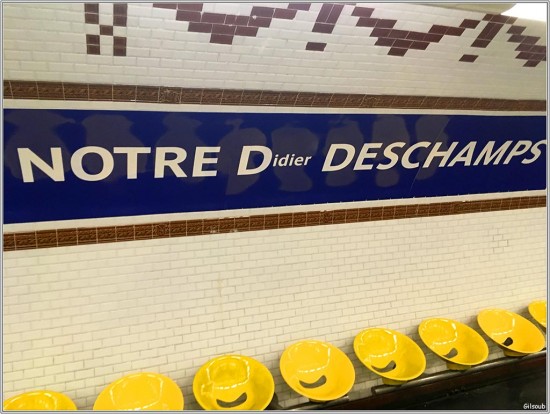 NOTRE Didier DESCHAMPS
Gilsoub